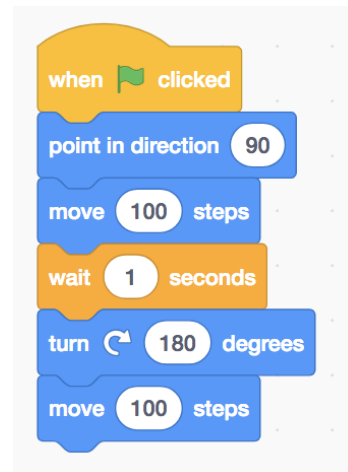 when clicked
point in direction 90
move 100 steps
wait 1 seconds
turn 180 degrees
move 100 steps